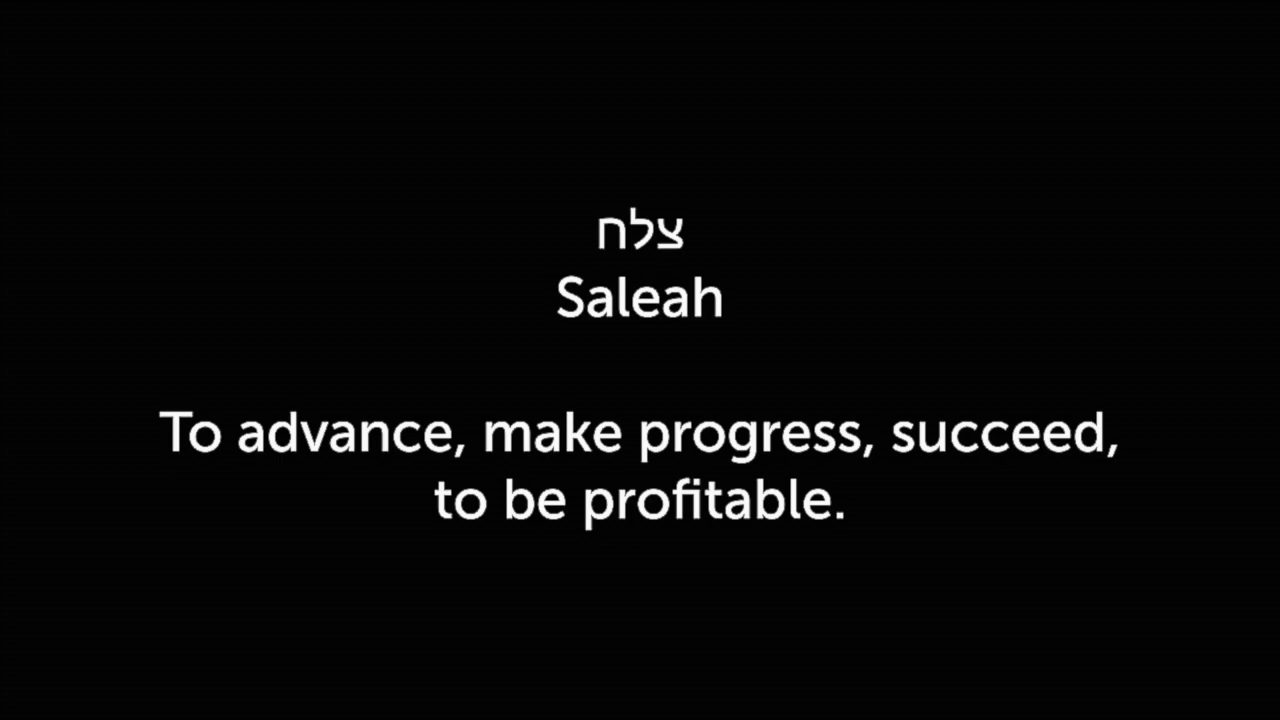 צלח
Saleah
To advance, make progress, succeed,
to be profitable.